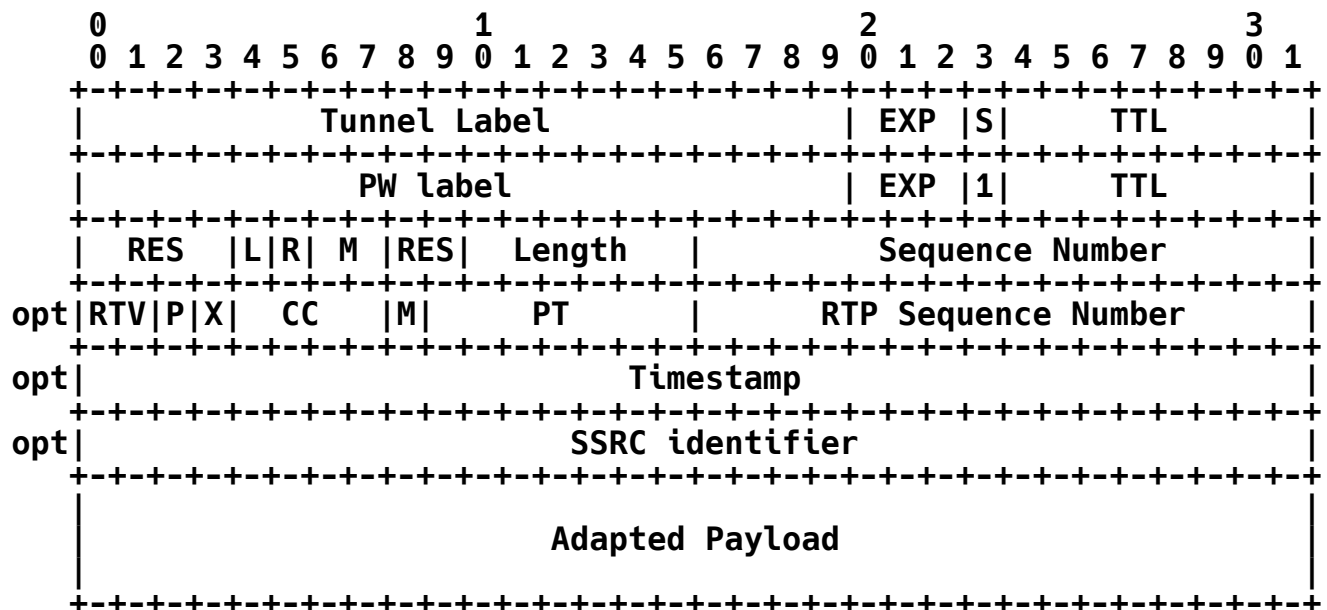 0                   1                   2                   3
    0 1 2 3 4 5 6 7 8 9 0 1 2 3 4 5 6 7 8 9 0 1 2 3 4 5 6 7 8 9 0 1
   +-+-+-+-+-+-+-+-+-+-+-+-+-+-+-+-+-+-+-+-+-+-+-+-+-+-+-+-+-+-+-+-+
   |            Tunnel Label               | EXP |S|     TTL       |
   +-+-+-+-+-+-+-+-+-+-+-+-+-+-+-+-+-+-+-+-+-+-+-+-+-+-+-+-+-+-+-+-+
   |              PW label                 | EXP |1|     TTL       |
   +-+-+-+-+-+-+-+-+-+-+-+-+-+-+-+-+-+-+-+-+-+-+-+-+-+-+-+-+-+-+-+-+
   |  RES  |L|R| M |RES|  Length   |         Sequence Number       |
   +-+-+-+-+-+-+-+-+-+-+-+-+-+-+-+-+-+-+-+-+-+-+-+-+-+-+-+-+-+-+-+-+
opt|RTV|P|X|  CC   |M|     PT      |      RTP Sequence Number      |
   +-+-+-+-+-+-+-+-+-+-+-+-+-+-+-+-+-+-+-+-+-+-+-+-+-+-+-+-+-+-+-+-+
opt|                            Timestamp                          |
   +-+-+-+-+-+-+-+-+-+-+-+-+-+-+-+-+-+-+-+-+-+-+-+-+-+-+-+-+-+-+-+-+
opt|                         SSRC identifier                       |
   +-+-+-+-+-+-+-+-+-+-+-+-+-+-+-+-+-+-+-+-+-+-+-+-+-+-+-+-+-+-+-+-+
   |                                                               |
   |                        Adapted Payload                        |
   |                                                               |
   +-+-+-+-+-+-+-+-+-+-+-+-+-+-+-+-+-+-+-+-+-+-+-+-+-+-+-+-+-+-+-+-+